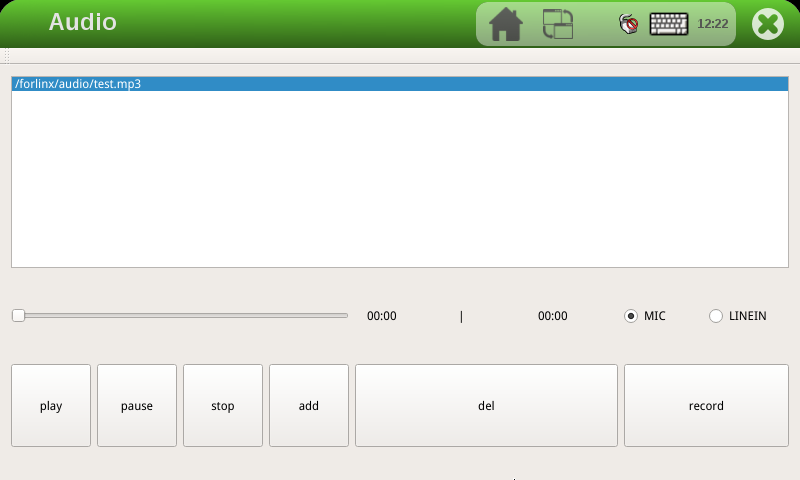 Audio
12:22
/forlinx/audio/test.mp3
00:00 | 00:00 MIC LINEIN
play pause stop add del record